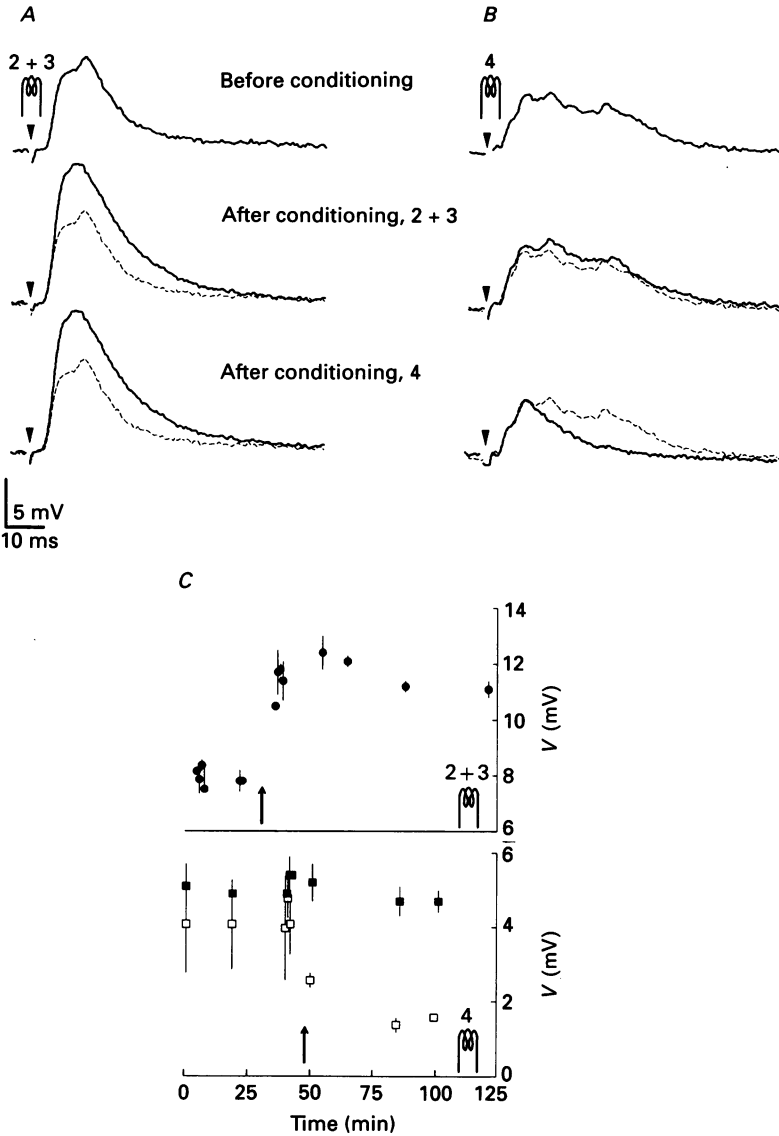 A
B
2 + 3
4
Before conditioning
After conditioning, 2 + 3
After conditioning, 4
5 mV
10 ms
C
14
12
10
8
6
V (mV)
2 + 3
6
4
2
0
V (mV)
4
0 25 50 75 100 125
Time (min)